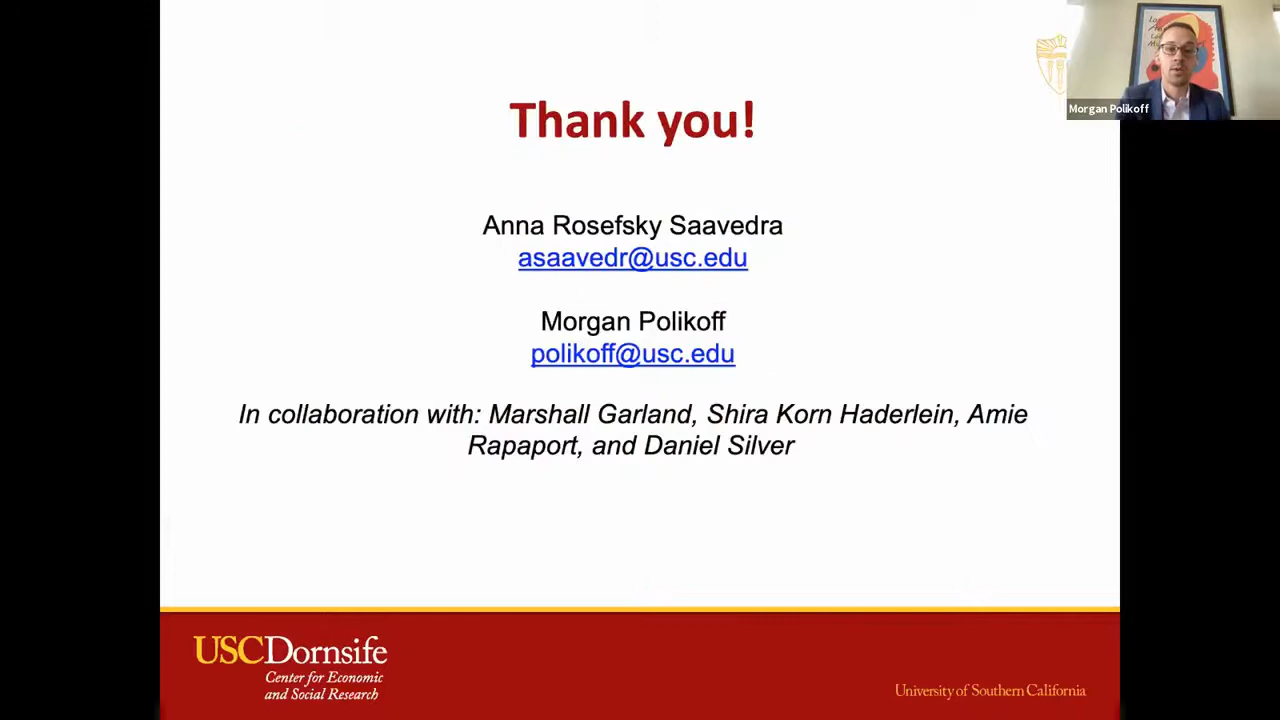 Thank you!
Morgan Polikoff
Anna Rosefsky Saavedra
asaavedr@usc.edu
Morgan Polikoff
polikoff@usc.edu
In collaboration with: Marshall Garland, Shira Korn Haderlein, Amie
Rapaport, and Daniel Silver
USCDornsife
Center for Economic
and Social Research
University of Southern California